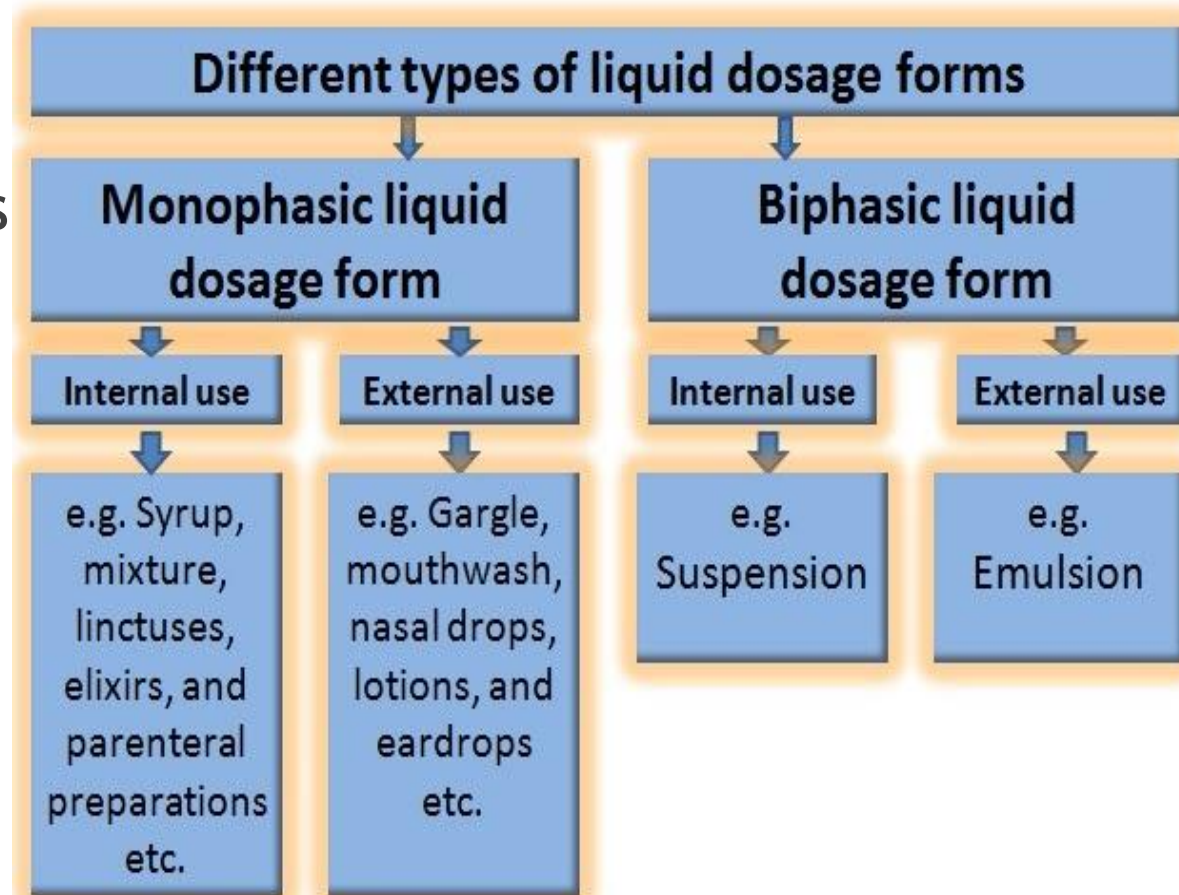 Different types of liquid dosage forms
s
Monophasic liquid
dosage form
Biphasic liquid
dosage form
Internal use
External use
Internal use
External use
e.g. Syrup,
mixture,
linctuses,
elixirs, and
parenteral
preparations
etc.
e.g. Gargle,
mouthwash,
nasal drops,
lotions, and
eardrops
etc.
e.g.
Suspension
e.g.
Emulsion